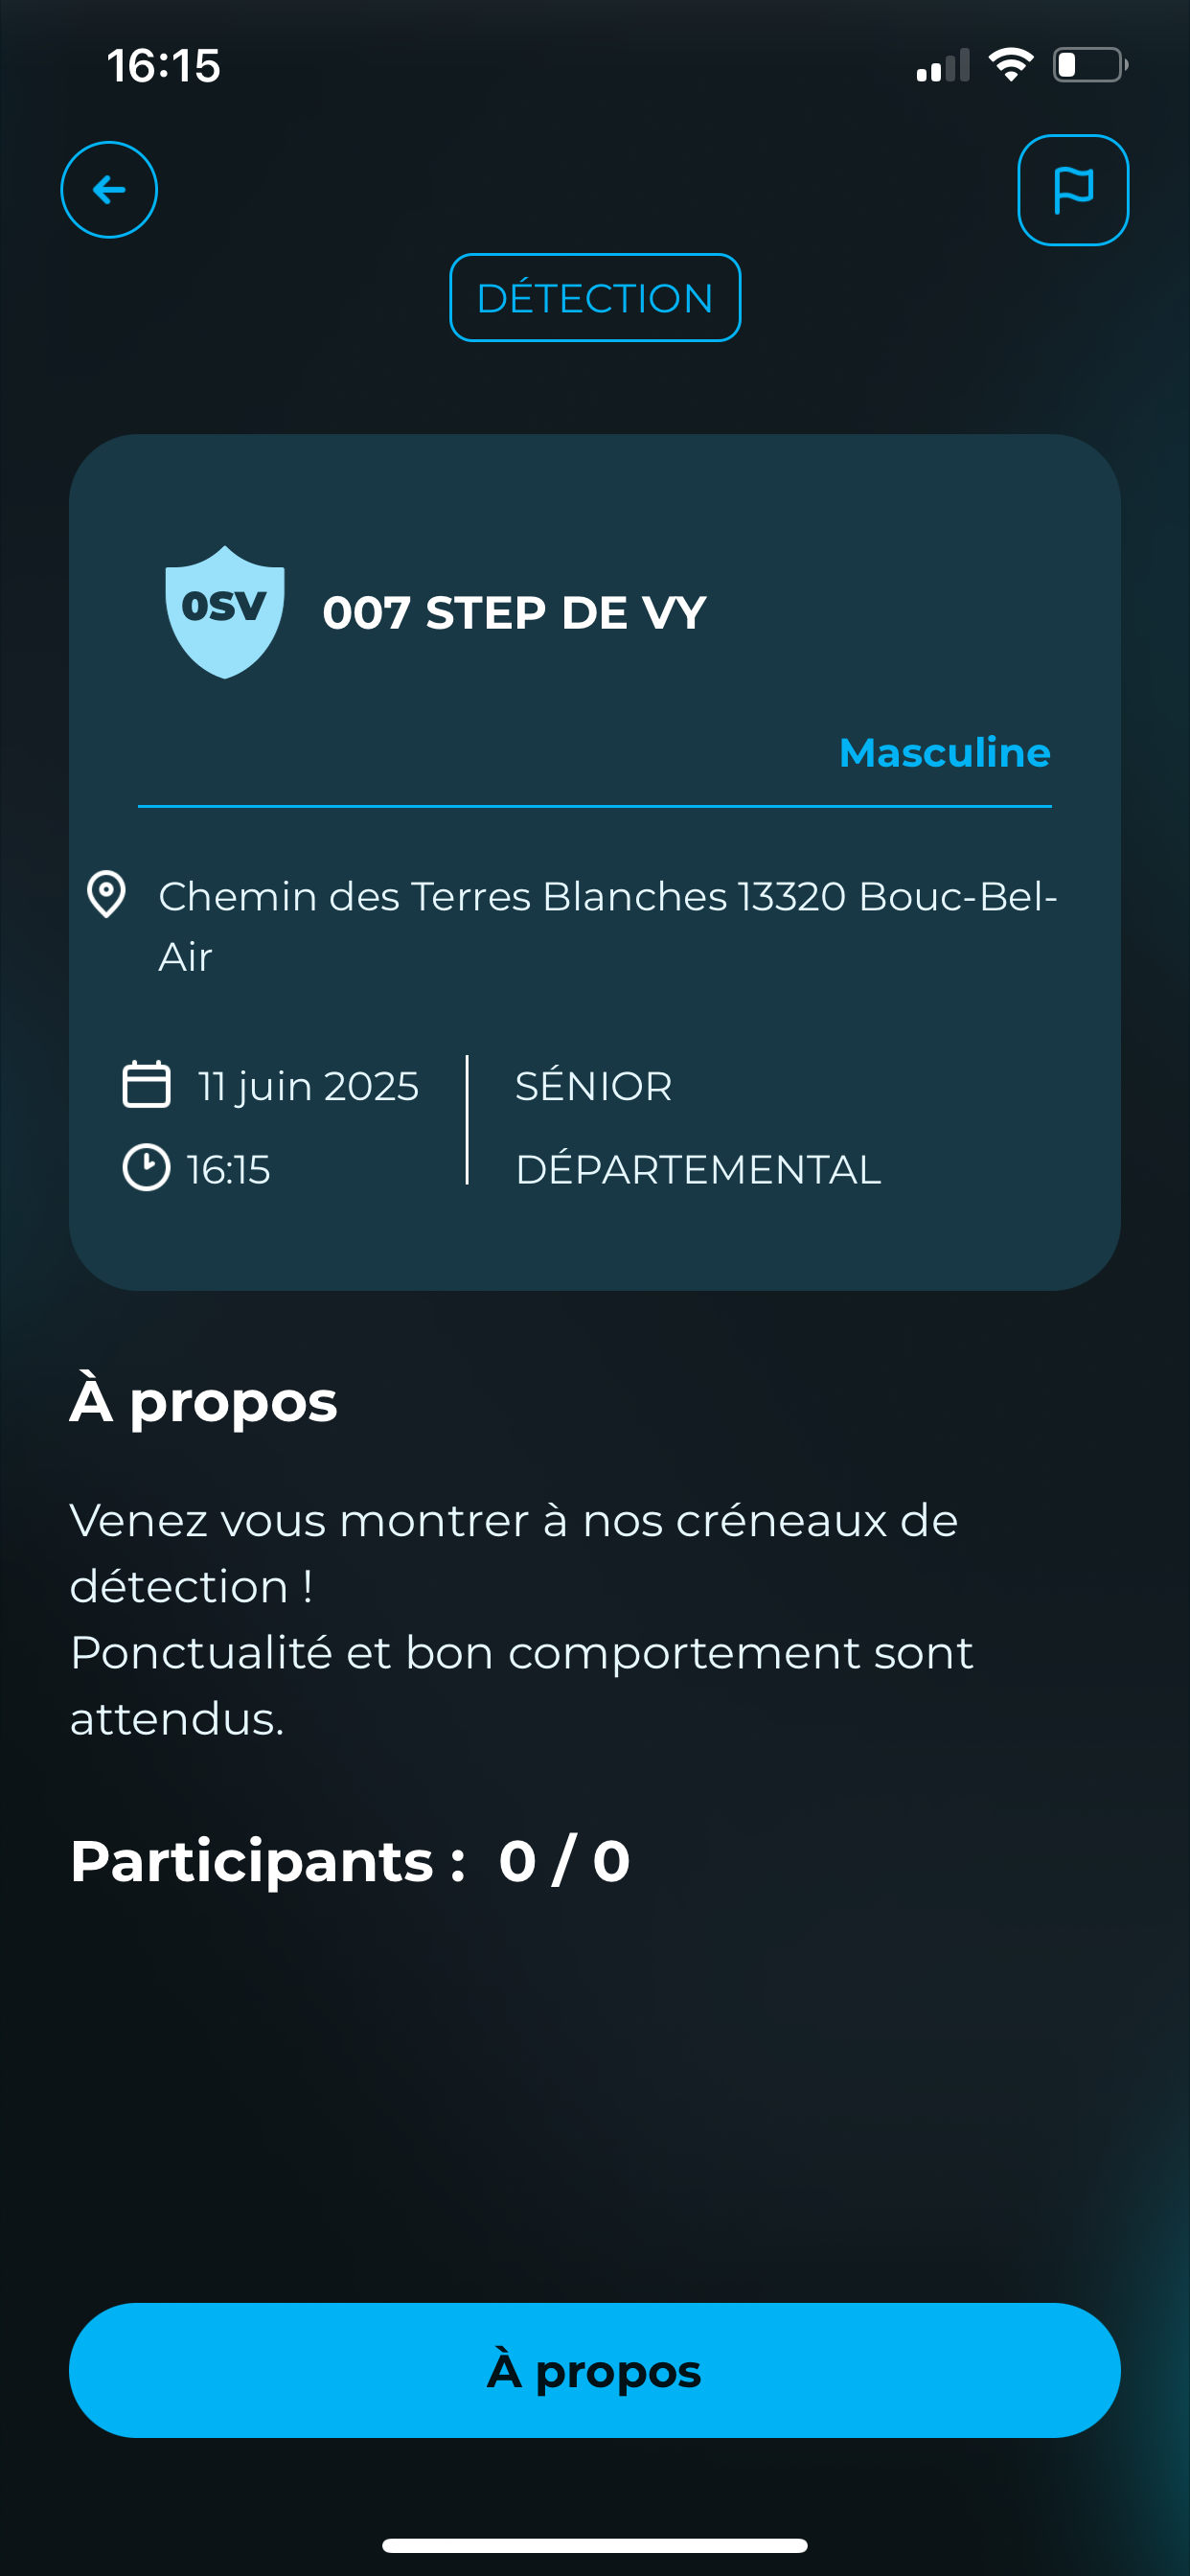 16:15
DÉTECTION
0SV
007 STEP DE VY
Masculine
Chemin des Terres Blanches 13320 Bouc-Bel-
Air
11 juin 2025
SÉNIOR
16:15
DÉPARTEMENTAL
À propos
Venez vous montrer à nos créneaux de
détection !
Ponctualité et bon comportement sont
attendus.
Participants : 0 / 0
À propos